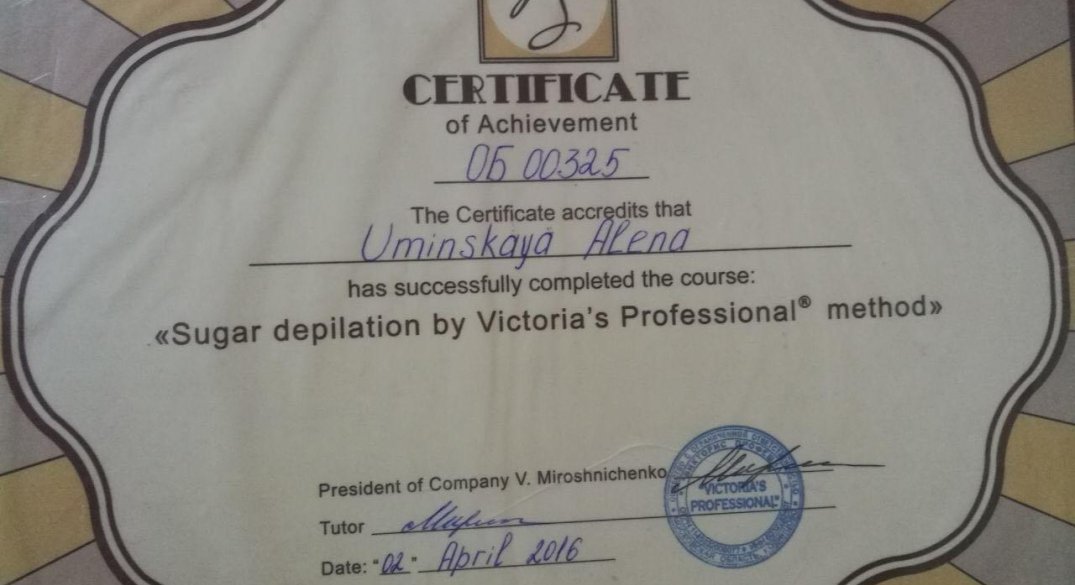 CERTIFICATE
of Achievement
ОБ 00325
The Certificate accredits that
Uminskaya Alena
has successfully completed the course:
«Sugar depilation by Victoria's Professional® method»
President of Company V. Miroshnichenko
"VICTORIA'S
PROFESSIONAL"
Tutor
Date: "02" April 2016